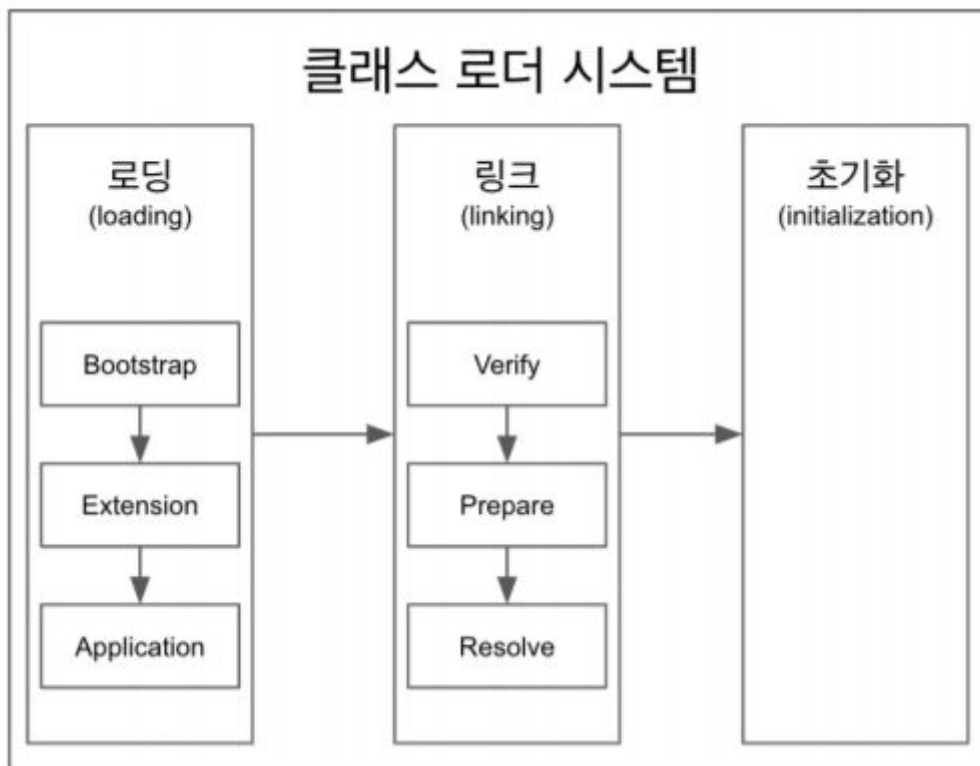 클래스 로더 시스템
로딩
(loading)
Bootstrap
Extension
Application
링크
(linking)
Verify
Prepare
Resolve
초기화
(initialization)